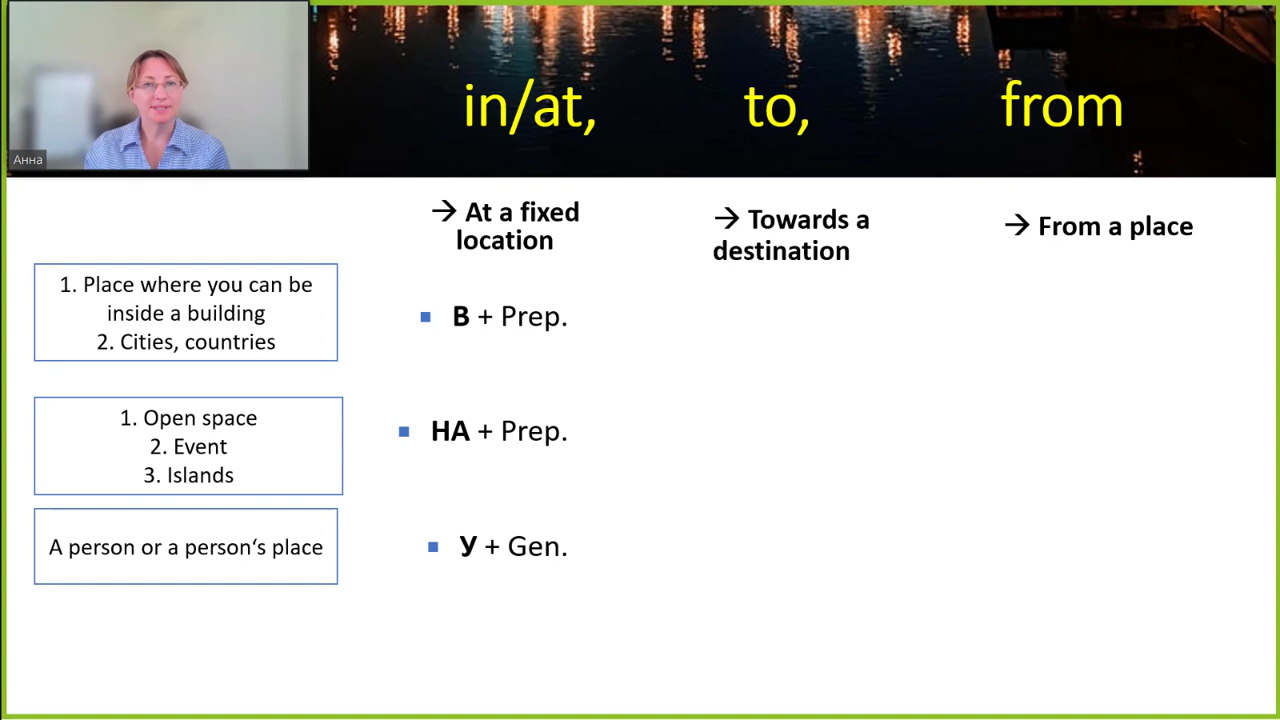 in/at,
to,
from
Анна
→ At a fixed
location
→ Towards a
destination
→ From a place
1. Place where you can be
inside a building
2. Cities, countries
В + Prep.
1. Open space
2. Event
3. Islands
НА + Prep.
A person or a person‘s place
У + Gen.